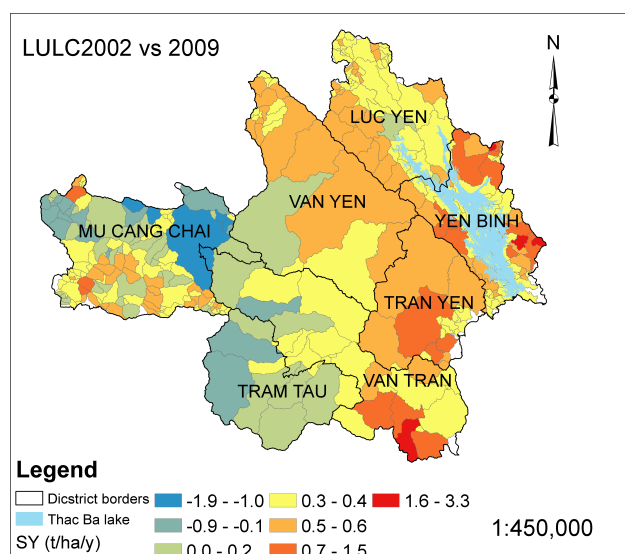 LULC2002 vs 2009
N
LUC YEN
VAN YEN
YEN BINH
MU CANG CHAI
TRAN YEN
VAN TRAN
TRAM TAU
Legend
Dicstrict borders
Thac Ba lake
SY (t/ha/y)
-1.9 - -1.0
-0.9 - -0.1
0.0 - 0.2
0.3 - 0.4
0.5 - 0.6
0.7 - 1.5
1.6 - 3.3
1:450,000